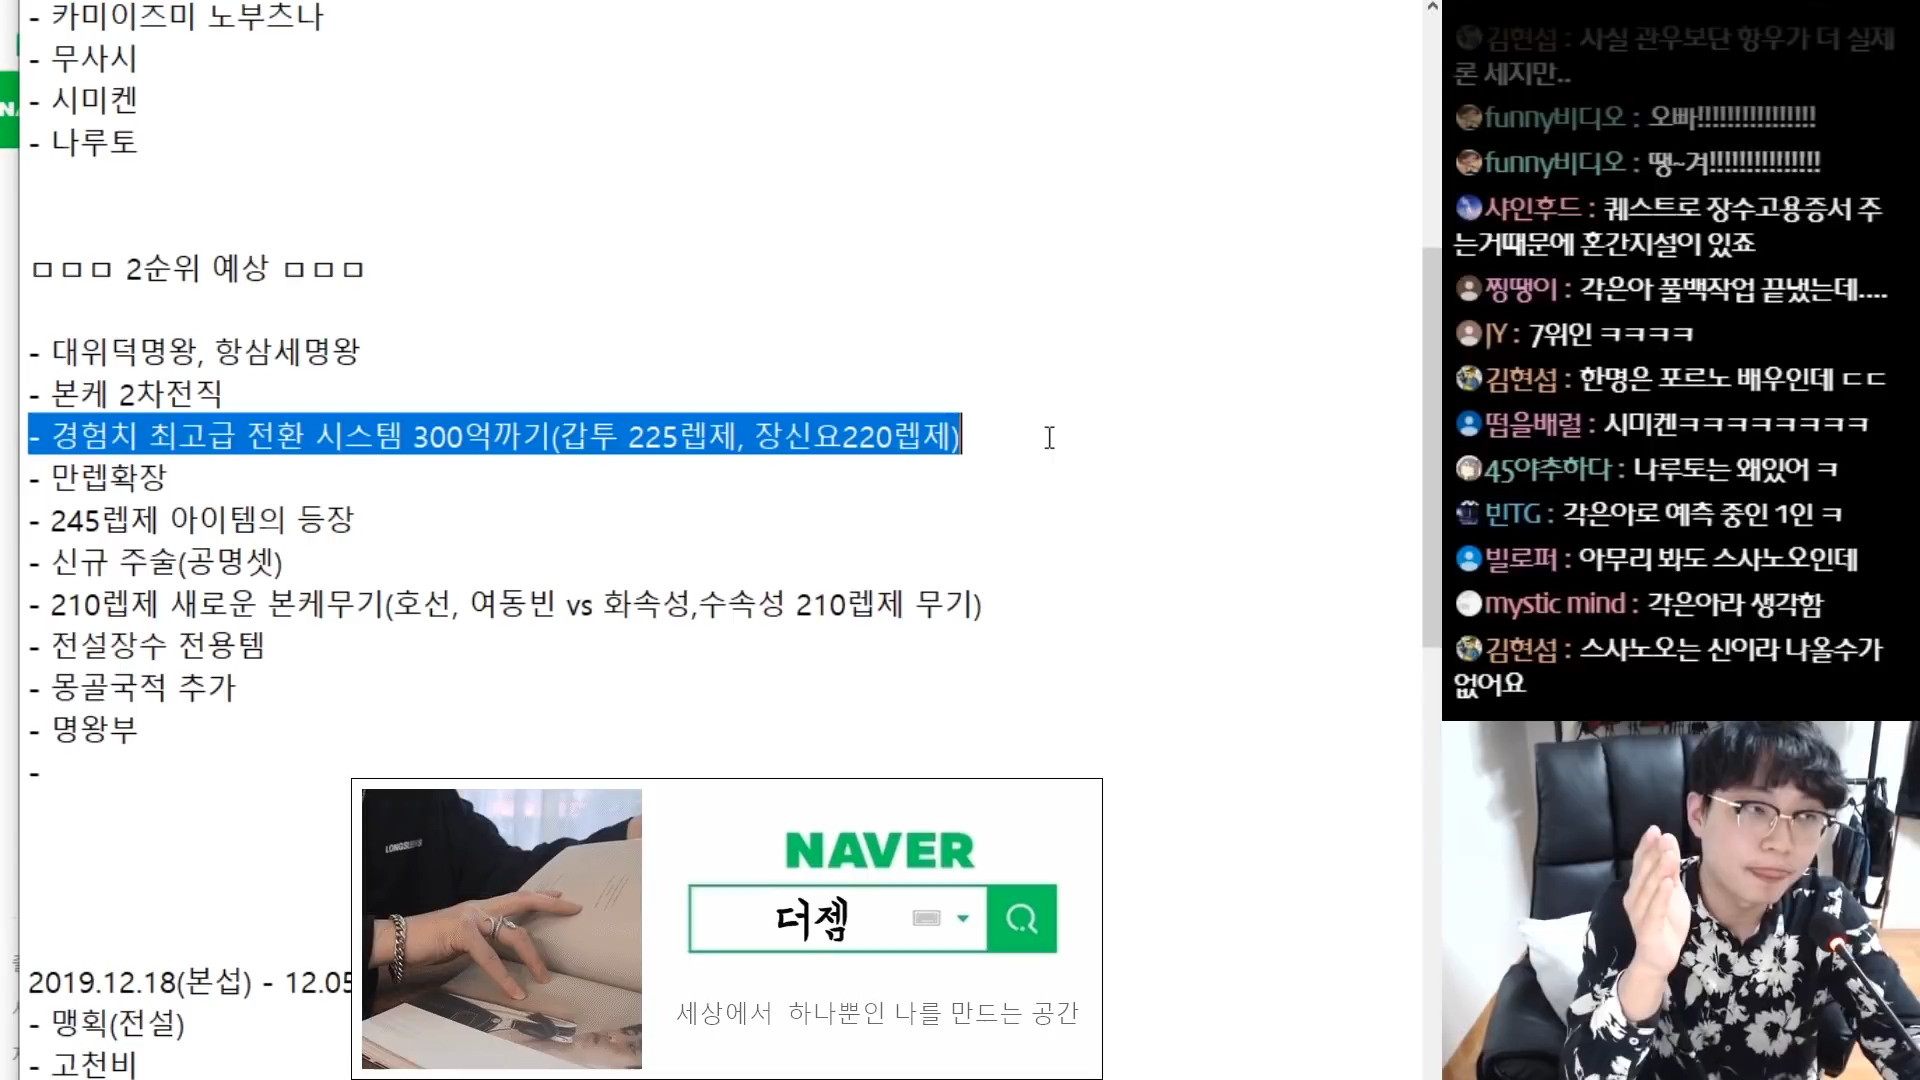 - 카미이즈미 노부츠나
- 무사시
- 시미켄
- 나루토
ㅁㅁㅁ 2순위 예상 ㅁㅁㅁ
- 대위덕명왕, 항삼세명왕
- 본케 2차전직
- 경험치 최고급 전환 시스템 300억까기(갑투 225렙제, 장신요220렙제)
- 만렙확장
- 245렙제 아이템의 등장
- 신규 주술(공명셋)
- 210렙제 새로운 본케무기(호선, 여동빈 vs 화속성,수속성 210렙제 무기)
- 전설장수 전용템
- 몽골국적 추가
- 명왕부
-
2019.12.18(본섭) - 12.05
- 맹획(전설)
- 고천비
NAVER
더젬
세상에서 하나뿐인 나를 만드는 공간
김현섭 : 사실 관우보단 항우가 더 실제
론 세지만..
funny비디오 : 오빠!!!!!!!!!!!!!!!!
funny비디오 : 땡~겨!!!!!!!!!!!!!!!
샤인후드 : 퀘스트로 장수고용증서 주
는거때문에 혼간지설이 있죠
찡땡이 : 각은아 풀백작업 끝냈는데....
JY : 7위인 ㅋㅋㅋㅋ
김현섭 : 한명은 포르노 배우인데 ㄷㄷ
떰을배럴 : 시미켄ㅋㅋㅋㅋㅋㅋㅋㅋ
45야추하다 : 나루토는 왜있어 ㅋ
빈TG : 각은아로 예측 중인 1인 ㅋ
빌로퍼 : 아무리 봐도 스사노오인데
mystic mind : 각은아라 생각함
김현섭 : 스사노오는 신이라 나올수가
없어요